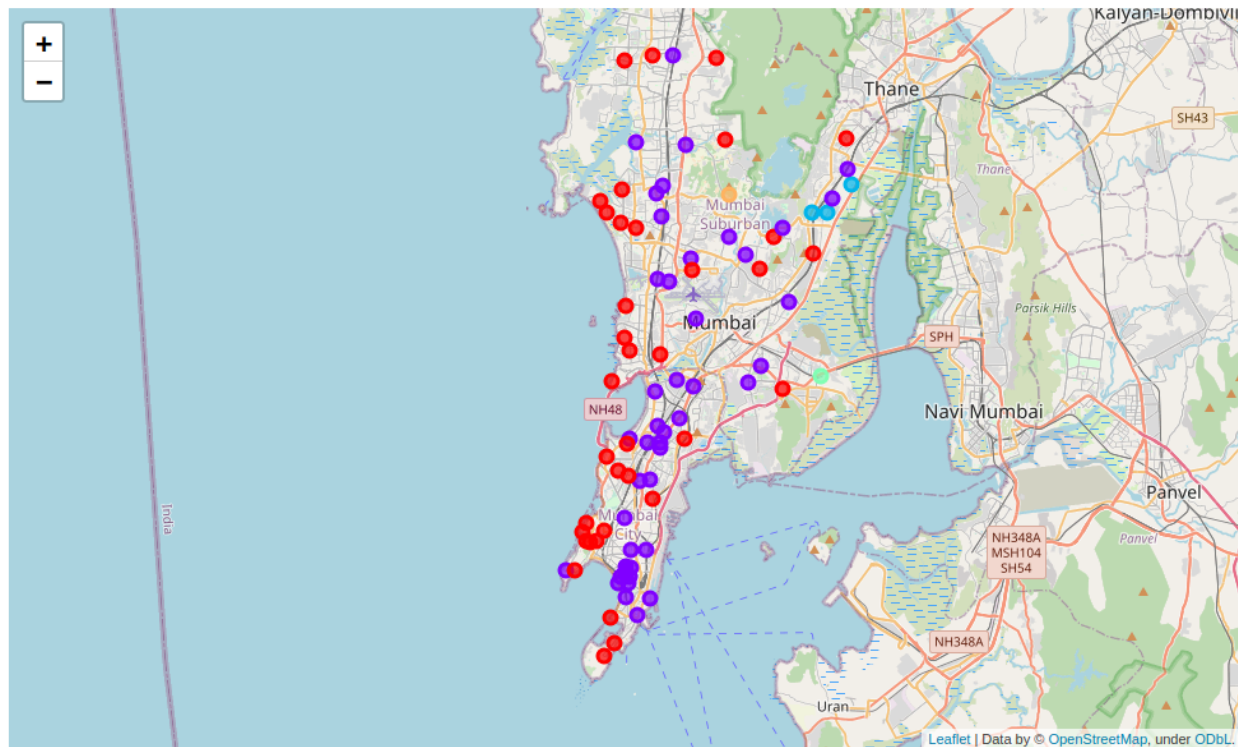 +
−
Kalyan-Dombivli
Thane
SH43
Thane
Mumbai
Suburban
Parsik Hills
Mumbai
SPH
NH48
Navi Mumbai
Panvel
India
Mumbai
City
Panvel
NH348A
MSH104
SH54
NH348A
Uran
Leaflet | Data by © OpenStreetMap, under ODbL.